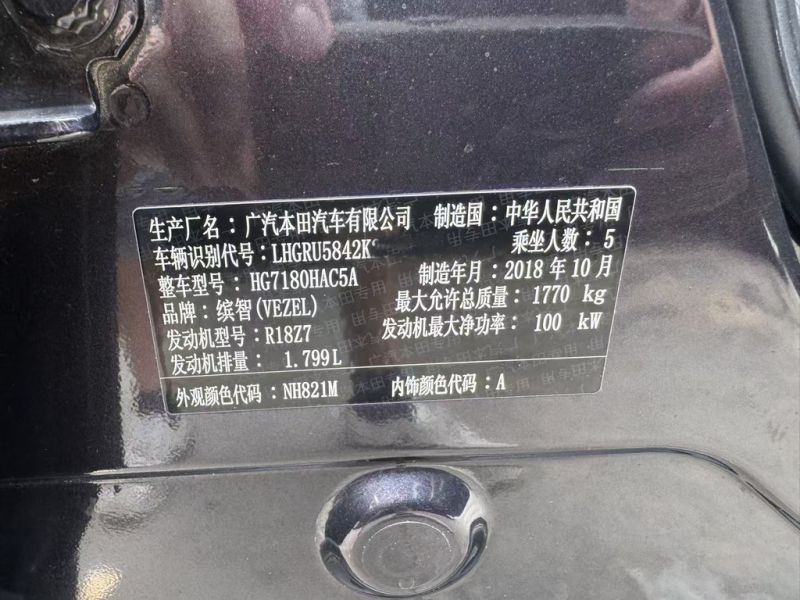 生产厂名：广汽本田汽车有限公司 制造国：中华人民共和国
车辆识别代号：LHGRU5842K 乘坐人数：5
整车型号：HG7180HAC5A 制造年月：2018 年 10 月
品牌：缤智(VEZEL) 最大允许总质量：1770 kg
发动机型号：R18Z7 发动机最大净功率：100 kW
发动机排量：1.799L
外观颜色代码：NH821M 内饰颜色代码：A